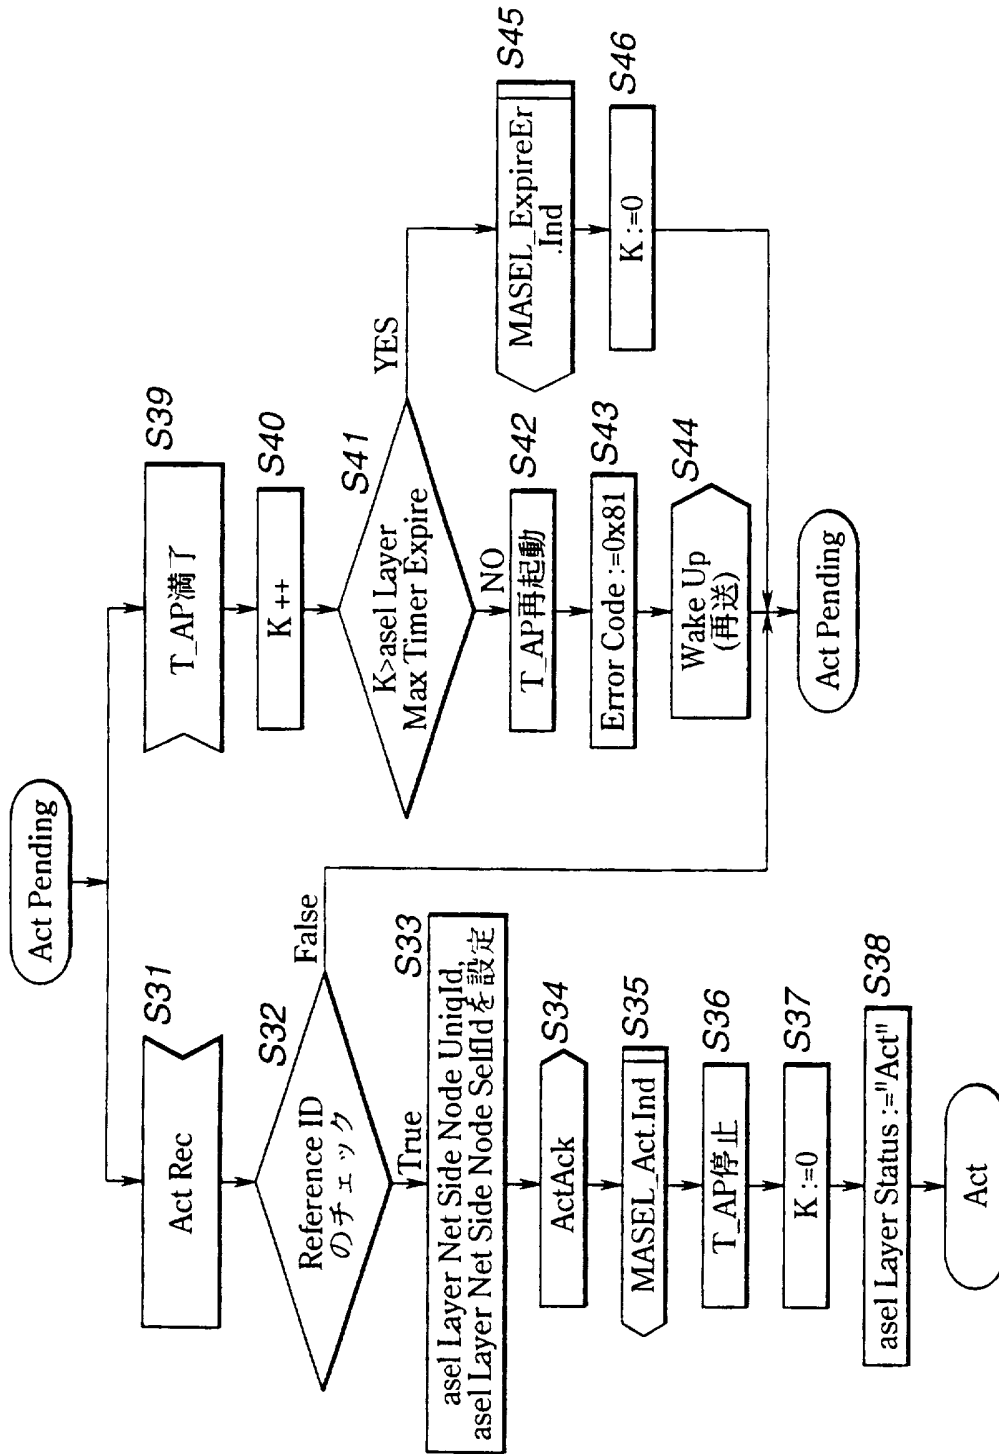 Act Pending
Act Rec
S31
Reference ID
のチェック
S32
False
True
asel Layer Net Side Node UniqId,
asel Layer Net Side Node SelfIdを設定
S33
ActAck
S34
MASEL_Act.Ind
S35
T_AP停止
S36
K:=0
S37
asel Layer Status :="Act"
S38
Act
T_AP満了
S39
K ++
S40
K>asel Layer
Max Timer Expire
S41
YES
NO
T_AP再起動
S42
Error Code :=0x81
S43
Wake Up
(再送)
S44
MASEL_ExpireEr
.Ind
S45
K :=0
S46
Act Pending